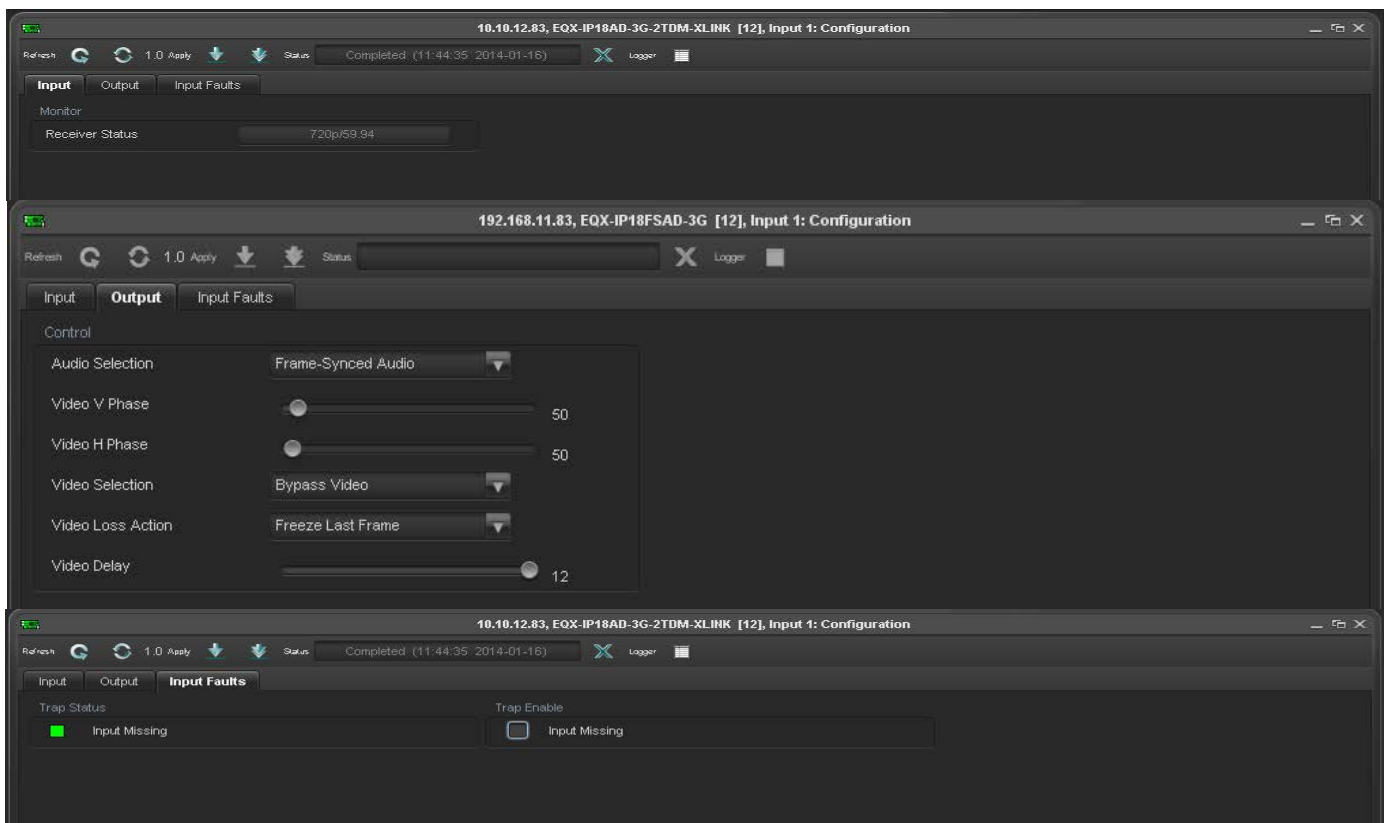 10.10.12.83, EQX-IP18AD-3G-2TDM-XLINK [12], Input 1: Configuration
Refresh 1.0 Apply Status Completed (11:44:35 2014-01-16) Logger
Input Output Input Faults
Monitor
Receiver Status 720p/59.94
192.168.11.83, EQX-IP18FSAD-3G [12], Input 1: Configuration
Refresh 1.0 Apply Status Logger
Input Output Input Faults
Control
Audio Selection Frame-Synced Audio
Video V Phase 50
Video H Phase 50
Video Selection Bypass Video
Video Loss Action Freeze Last Frame
Video Delay 12
10.10.12.83, EQX-IP18AD-3G-2TDM-XLINK [12], Input 1: Configuration
Refresh 1.0 Apply Status Completed (11:44:35 2014-01-16) Logger
Input Output Input Faults
Trap Status Trap Enable
Input Missing Input Missing